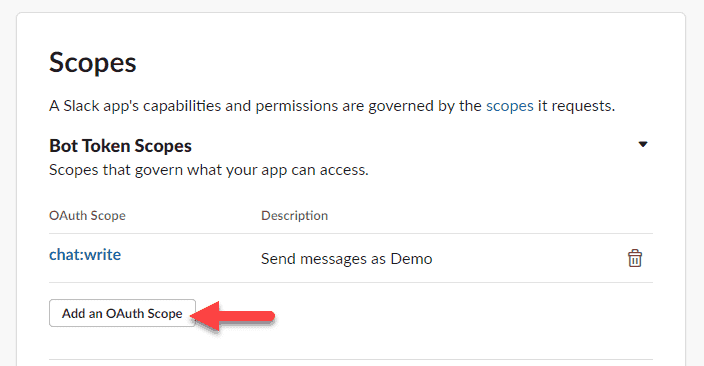 Scopes
A Slack app's capabilities and permissions are governed by the scopes it requests.
Bot Token Scopes
Scopes that govern what your app can access.
OAuth Scope Description
chat:write Send messages as Demo
Add an OAuth Scope